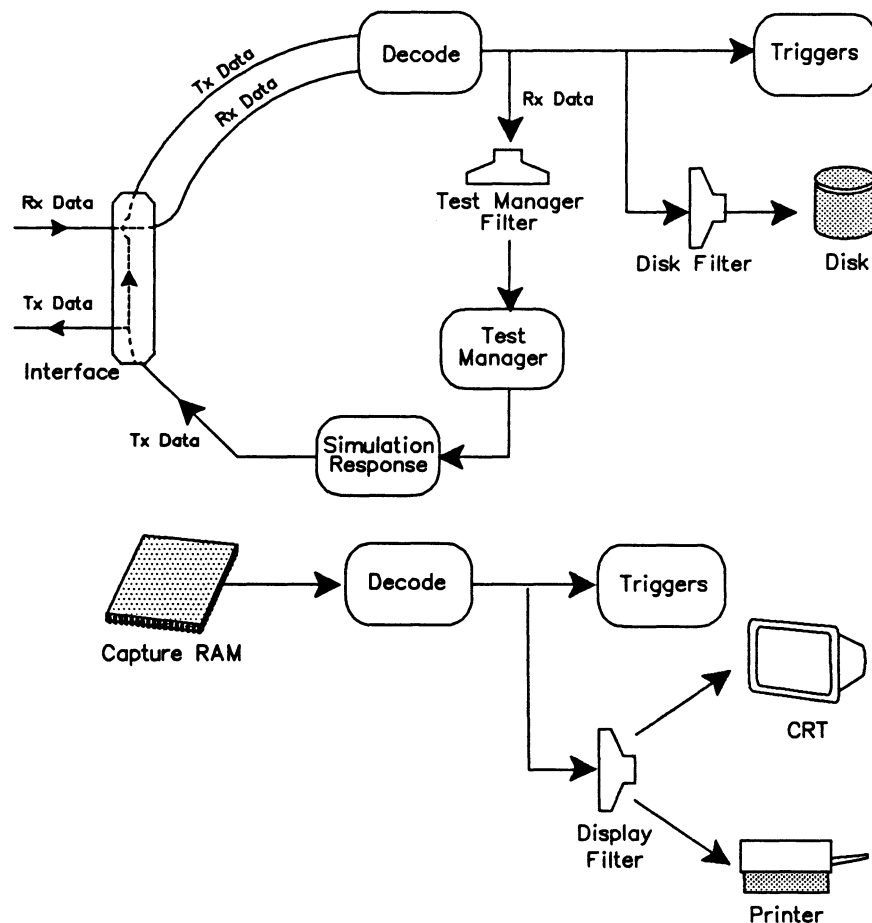 Tx Data
Rx Data
Decode
Triggers
Rx Data
Test Manager
Filter
Disk Filter
Disk
Rx Data
Tx Data
Interface
Test
Manager
Tx Data
Simulation
Response
Capture RAM
Decode
Triggers
CRT
Display
Filter
Printer